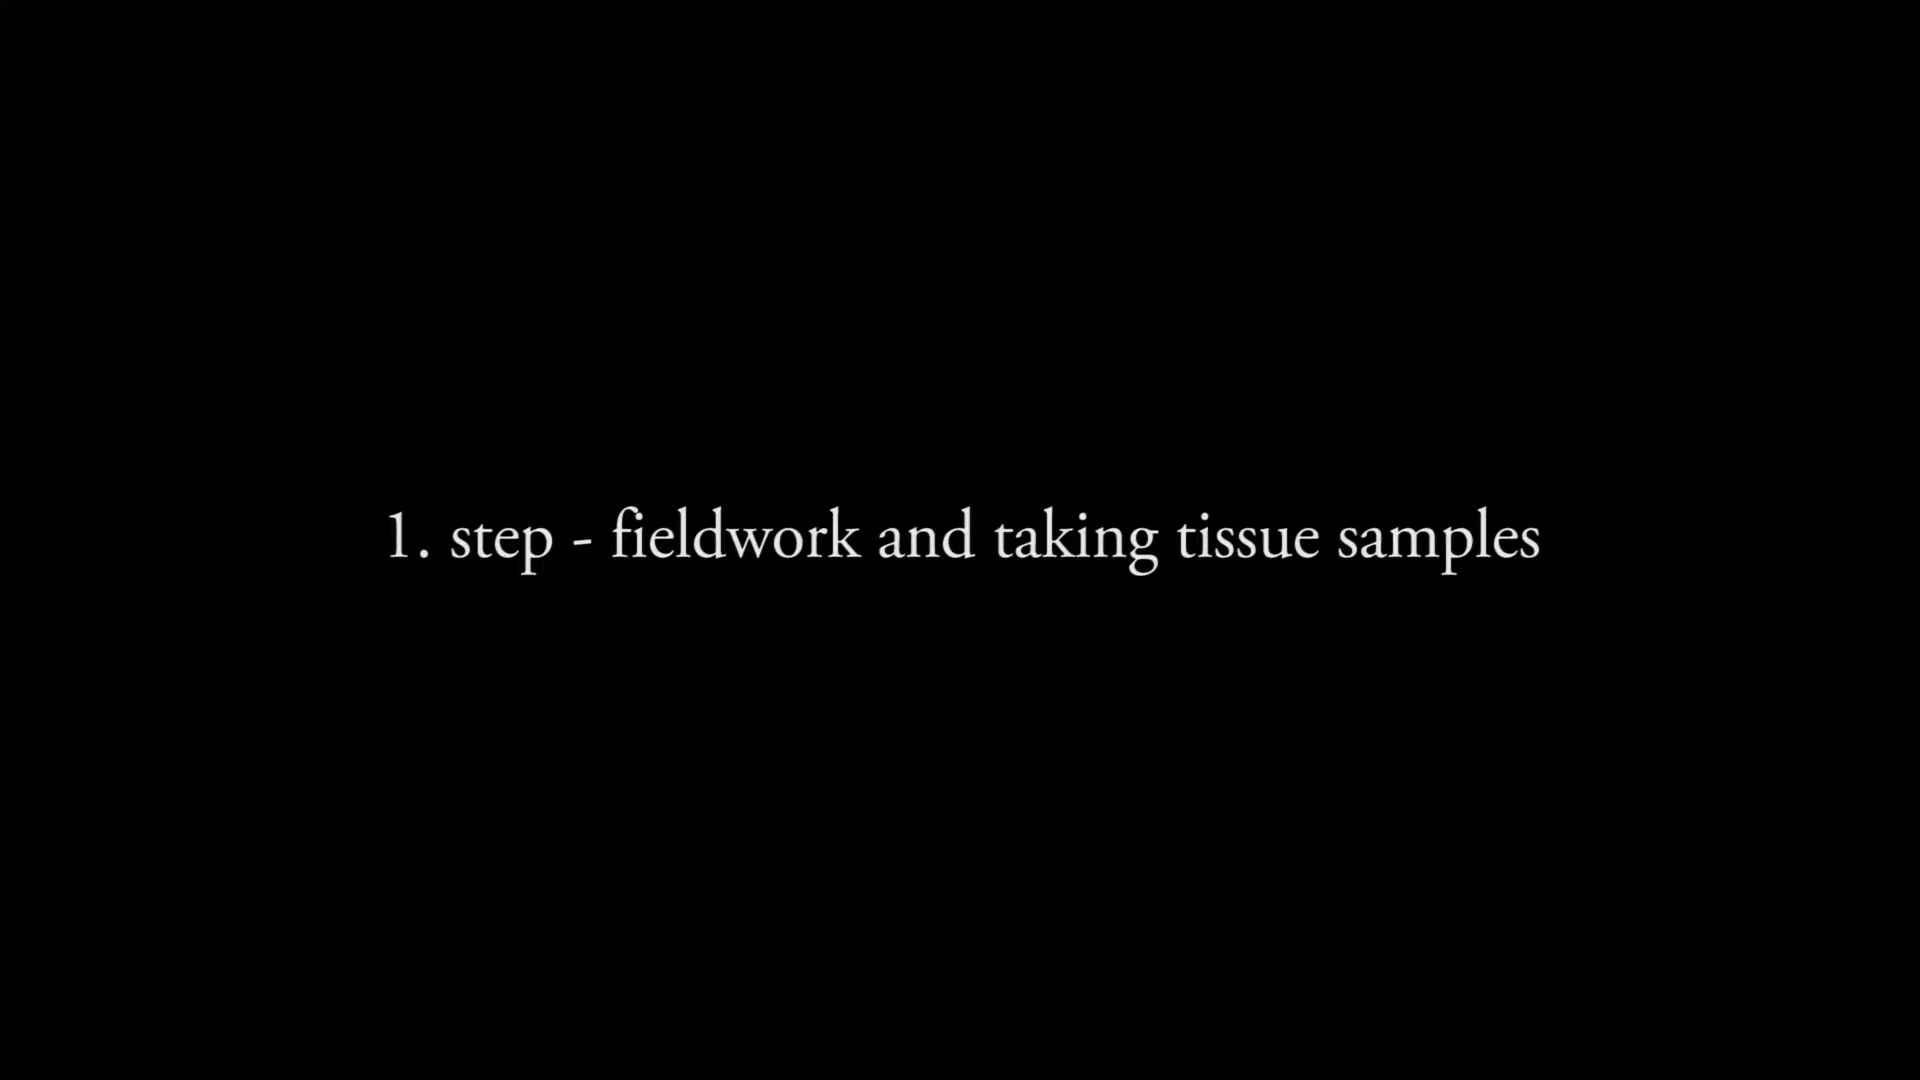 1. step - fieldwork and taking tissue samples